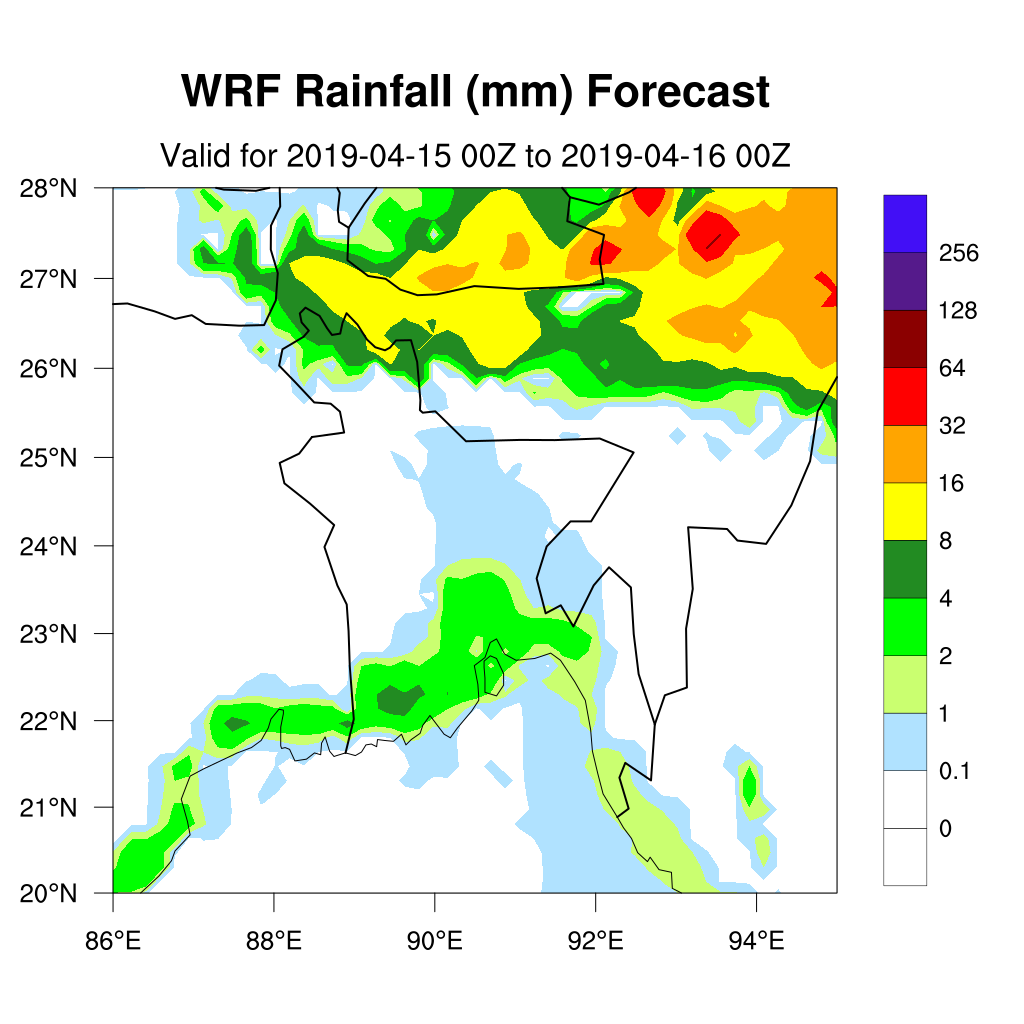 WRF Rainfall (mm) Forecast
Valid for 2019-04-15 00Z to 2019-04-16 00Z
28°N
27°N
26°N
25°N
24°N
23°N
22°N
21°N
20°N
86°E 88°E 90°E 92°E 94°E
256
128
64
32
16
8
4
2
1
0.1
0